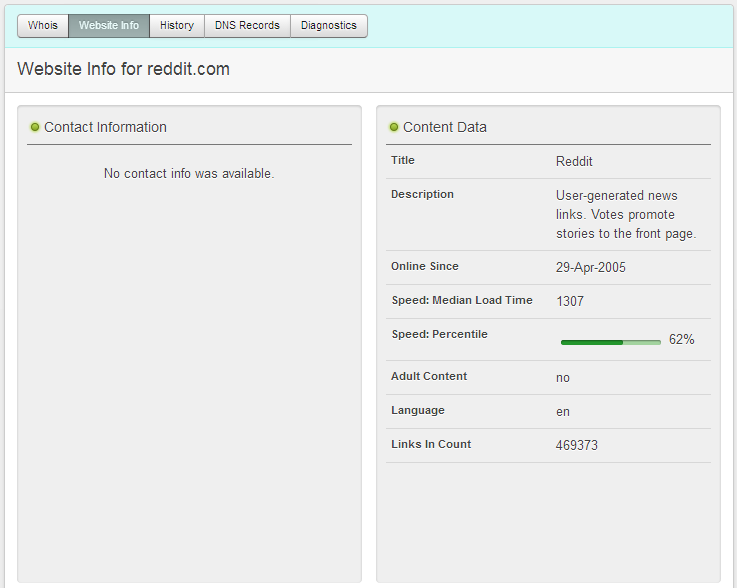 Whois Website Info History DNS Records Diagnostics
Website Info for reddit.com
Contact Information
No contact info was available.
Content Data
Title Reddit
Description User-generated news
links. Votes promote
stories to the front page.
Online Since 29-Apr-2005
Speed: Median Load Time 1307
Speed: Percentile 62%
Adult Content no
Language en
Links In Count 469373